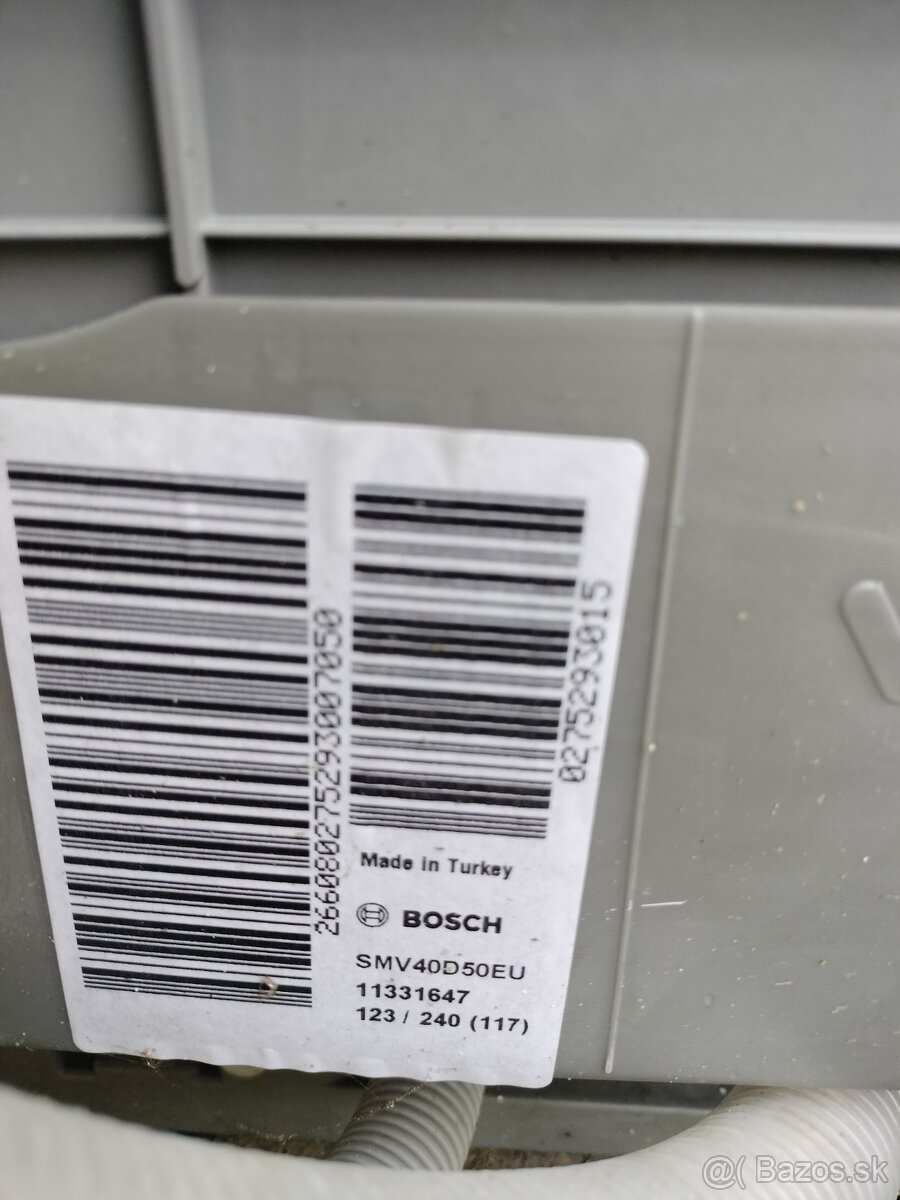 266080275293007050
0275293015
Made in Turkey
BOSCH
SMV40D50EU
11331647
123 / 240 (117)
@( Bazos.sk